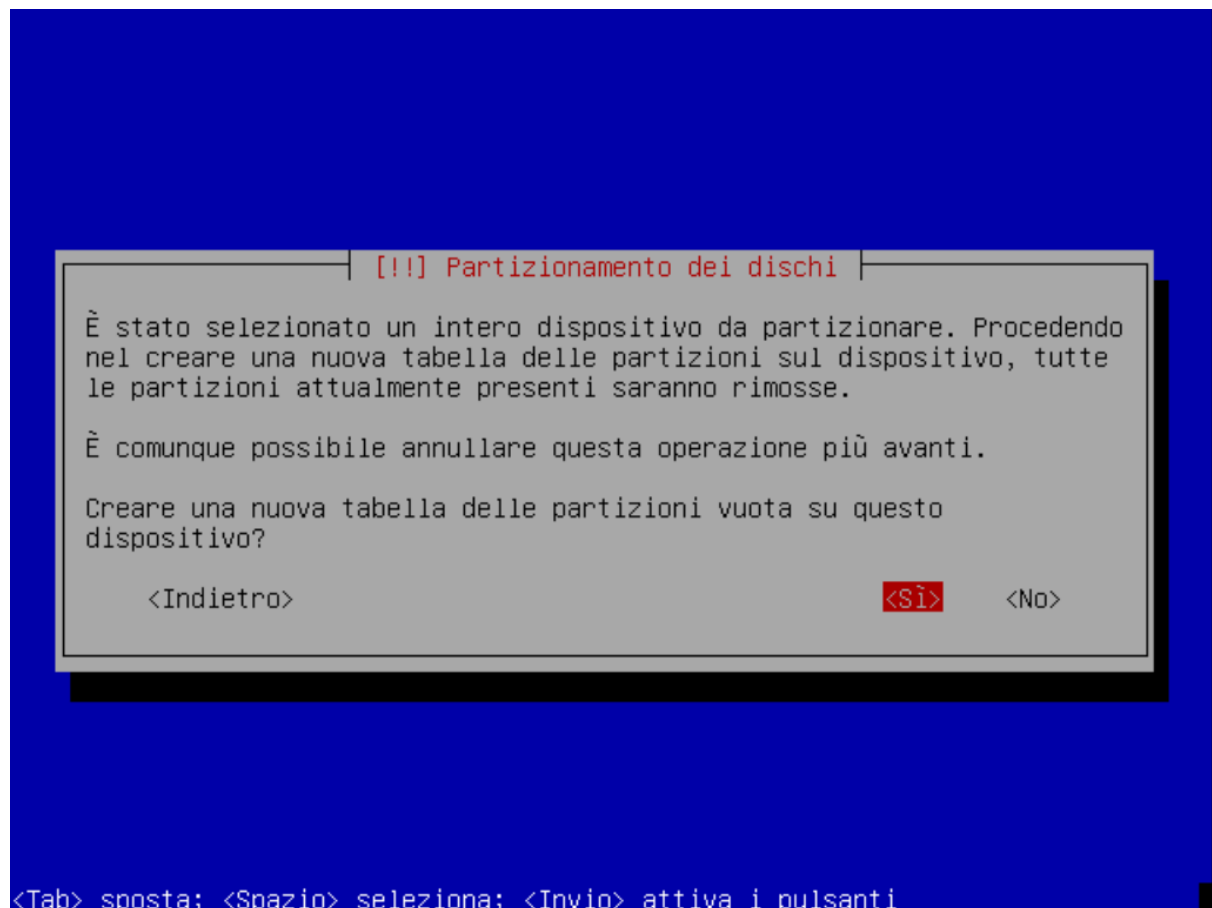 [!!] Partizionamento dei dischi
È stato selezionato un intero dispositivo da partizionare. Procedendo
nel creare una nuova tabella delle partizioni sul dispositivo, tutte
le partizioni attualmente presenti saranno rimosse.
È comunque possibile annullare questa operazione più avanti.
Creare una nuova tabella delle partizioni vuota su questo
dispositivo?
<Indietro> <Sì> <No>
<Tab> sposta; <Spazio> seleziona; <Invio> attiva i pulsanti